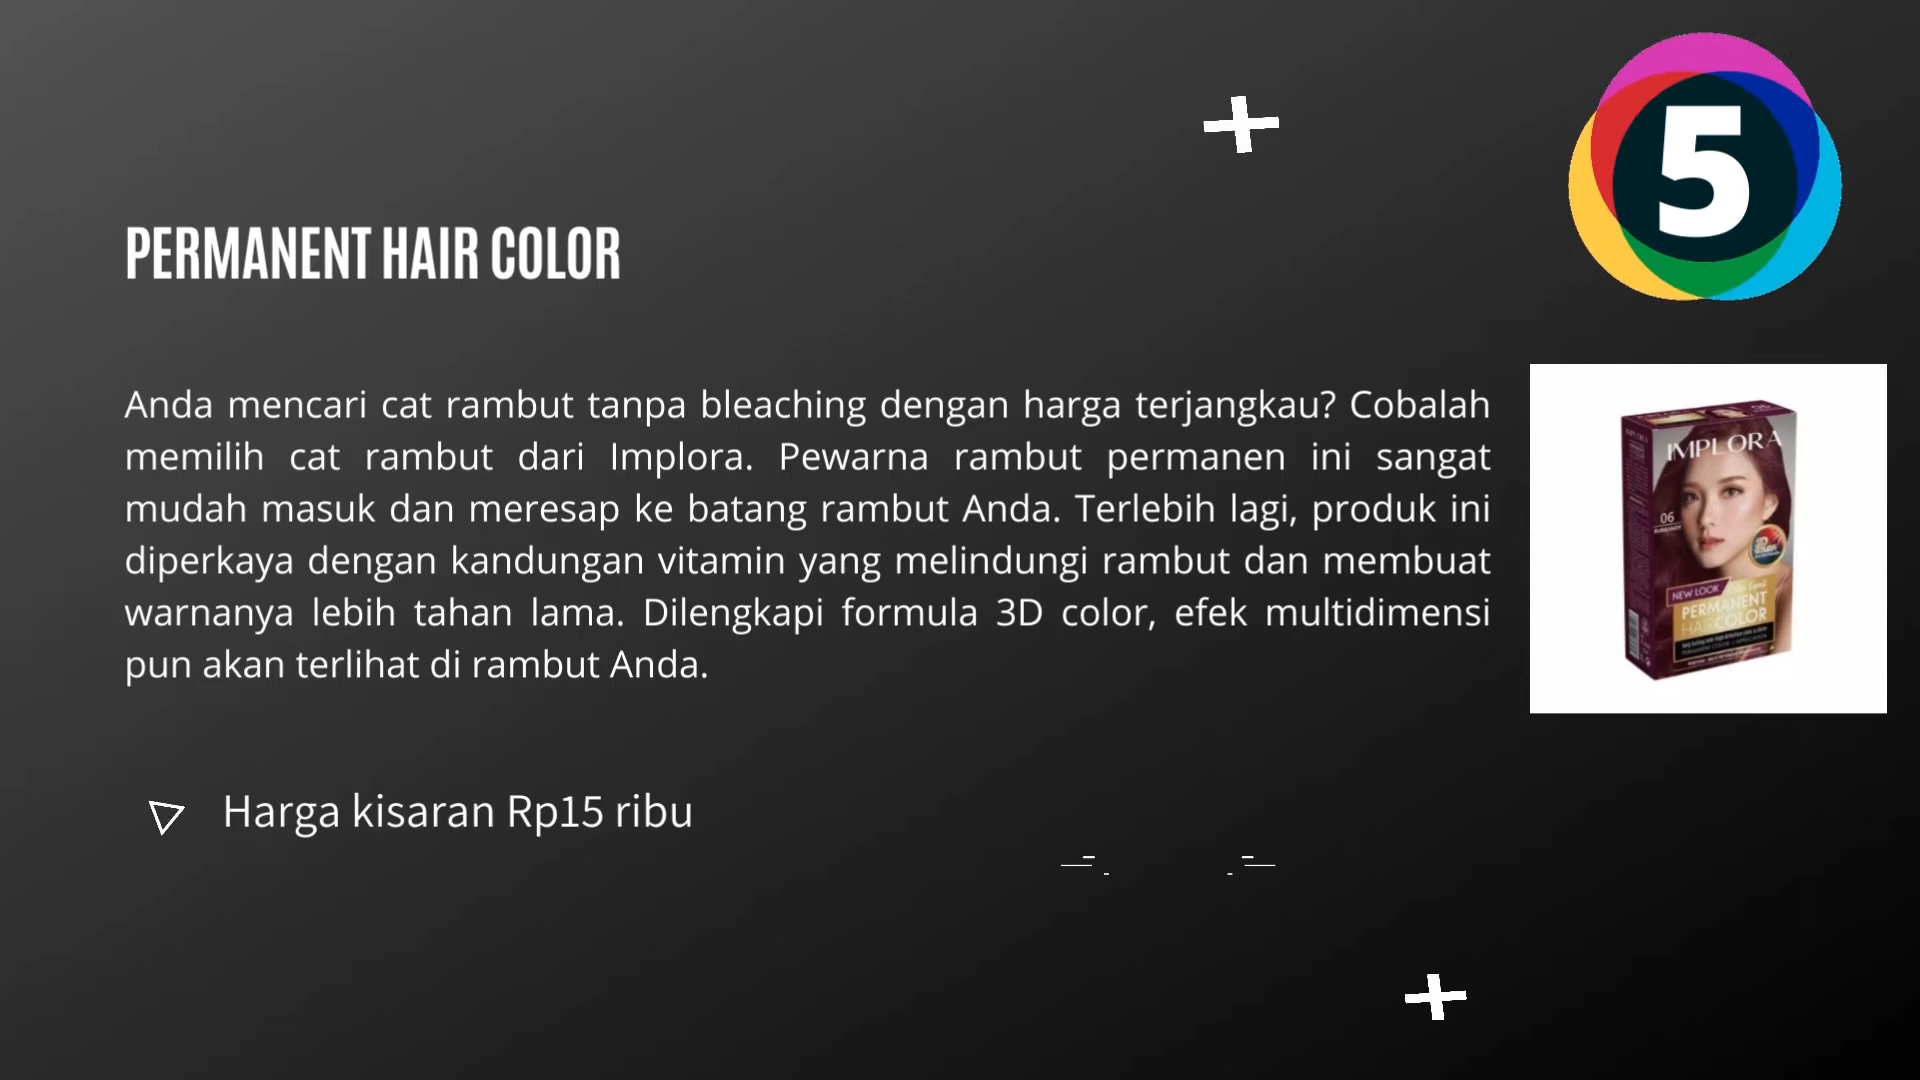 5
PERMANENT HAIR COLOR
Anda mencari cat rambut tanpa bleaching dengan harga terjangkau? Cobalah
memilih cat rambut dari Implora. Pewarna rambut permanen ini sangat
mudah masuk dan meresap ke batang rambut Anda. Terlebih lagi, produk ini
diperkaya dengan kandungan vitamin yang melindungi rambut dan membuat
warnanya lebih tahan lama. Dilengkapi formula 3D color, efek multidimensi
pun akan terlihat di rambut Anda.
Harga kisaran Rp15 ribu
IMPLORA
06
BURGUNDY
NEW LOOK
PERMANENT
HAIR COLOR